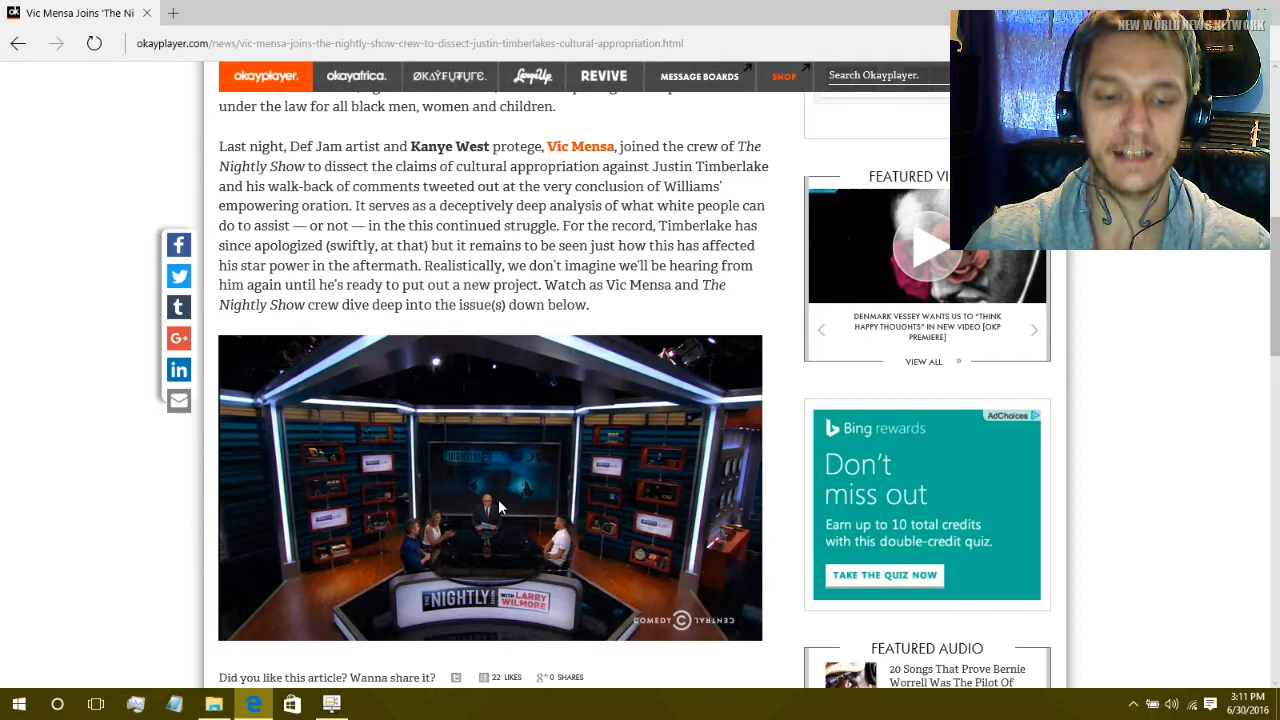 Vic Mensa Joins 'The Ni
NEW WORLD NEWS NETWORK
okayplayer.com/news/vic-mensa-joins-the-nightly-show-crew-to-dissect-justin-timberlakes-cultural-appropriation.html
okayplayer. okayafrica. ØKAYFUTURE. LargeUp REVIVE MESSAGE BOARDS SHOP Search Okayplayer.
under the law for all black men, women and children.
Last night, Def Jam artist and Kanye West protege, Vic Mensa, joined the crew of The
Nightly Show to dissect the claims of cultural appropriation against Justin Timberlake
and his walk-back of comments tweeted out at the very conclusion of Williams'
empowering oration. It serves as a deceptively deep analysis of what white people can
do to assist — or not — in the this continued struggle. For the record, Timberlake has
since apologized (swiftly, at that) but it remains to be seen just how this has affected
his star power in the aftermath. Realistically, we don't imagine we'll be hearing from
him again until he's ready to put out a new project. Watch as Vic Mensa and The
Nightly Show crew dive deep into the issue(s) down below.
FEATURED VI
DENMARK VESSEY WANTS US TO "THINK
HAPPY THOUGHTS" IN NEW VIDEO [OKP
PREMIERE]
VIEW ALL »
AdChoices
Bing rewards
Don't
miss out
Earn up to 10 total credits
with this double-credit quiz.
TAKE THE QUIZ NOW
THE NIGHTLY SHOW WITH LARRY WILMORE
COMEDY CENTRAL
FEATURED AUDIO
20 Songs That Prove Bernie
Worrell Was The Pilot Of
Did you like this article? Wanna share it? 22 LIKES 0 SHARES
3:11 PM
6/30/2016